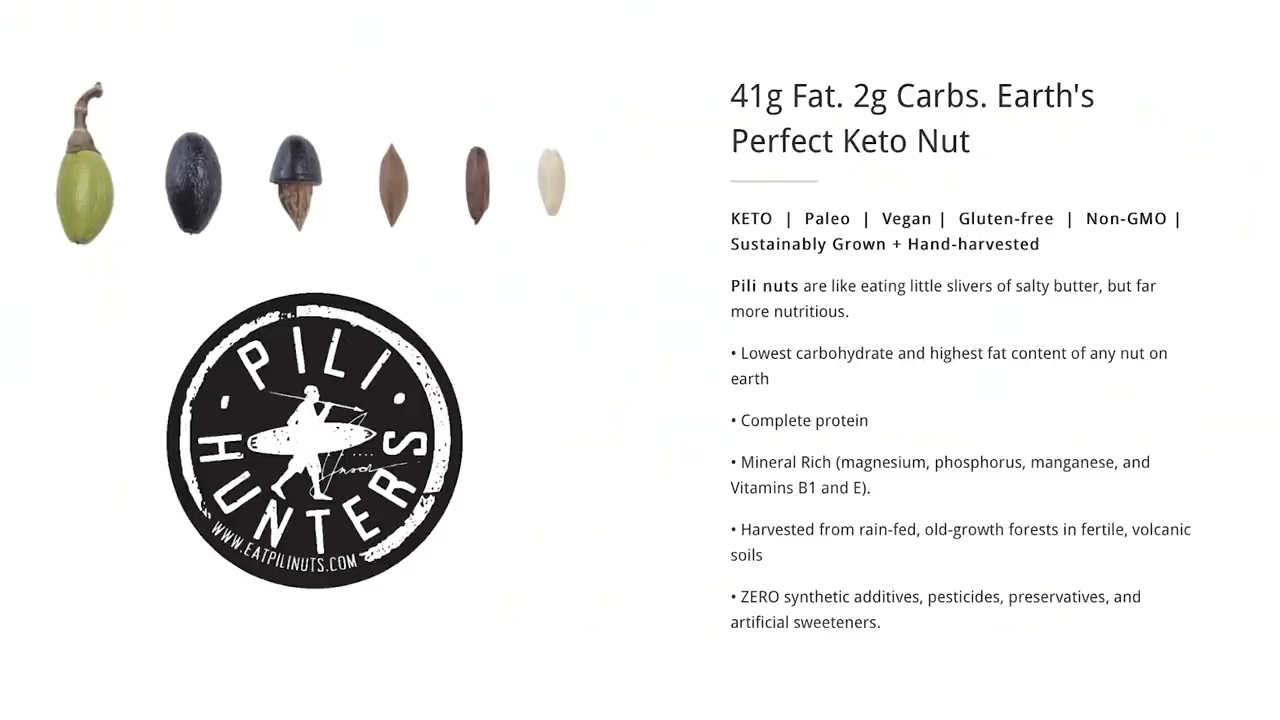 41g Fat. 2g Carbs. Earth's
Perfect Keto Nut
KETO | Paleo | Vegan | Gluten-free | Non-GMO |
Sustainably Grown + Hand-harvested
Pili nuts are like eating little slivers of salty butter, but far
more nutritious.
• Lowest carbohydrate and highest fat content of any nut on
earth
• Complete protein
• Mineral Rich (magnesium, phosphorus, manganese, and
Vitamins B1 and E).
• Harvested from rain-fed, old-growth forests in fertile, volcanic
soils
• ZERO synthetic additives, pesticides, preservatives, and
artificial sweeteners.
• PILI •
HUNTERS
WWW.EATPILINUTS.COM